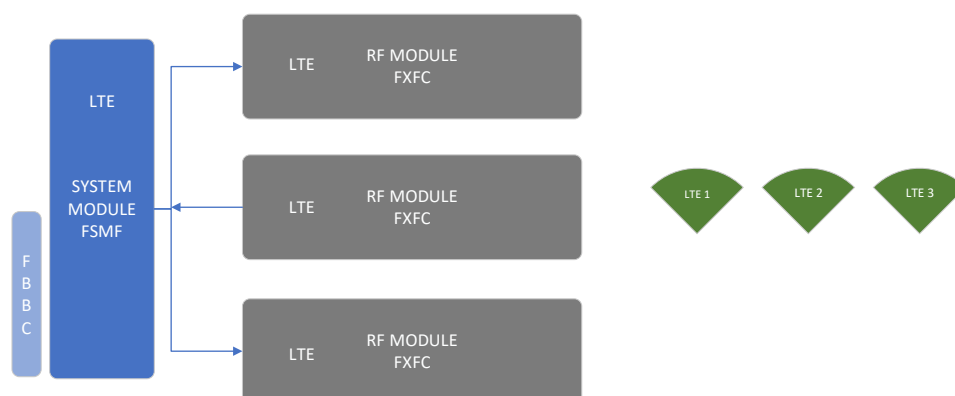 LTE
SYSTEM
MODULE
FSMF
F
B
B
C
LTE
RF MODULE
FXFC
LTE
RF MODULE
FXFC
LTE
RF MODULE
FXFC
LTE 1
LTE 2
LTE 3